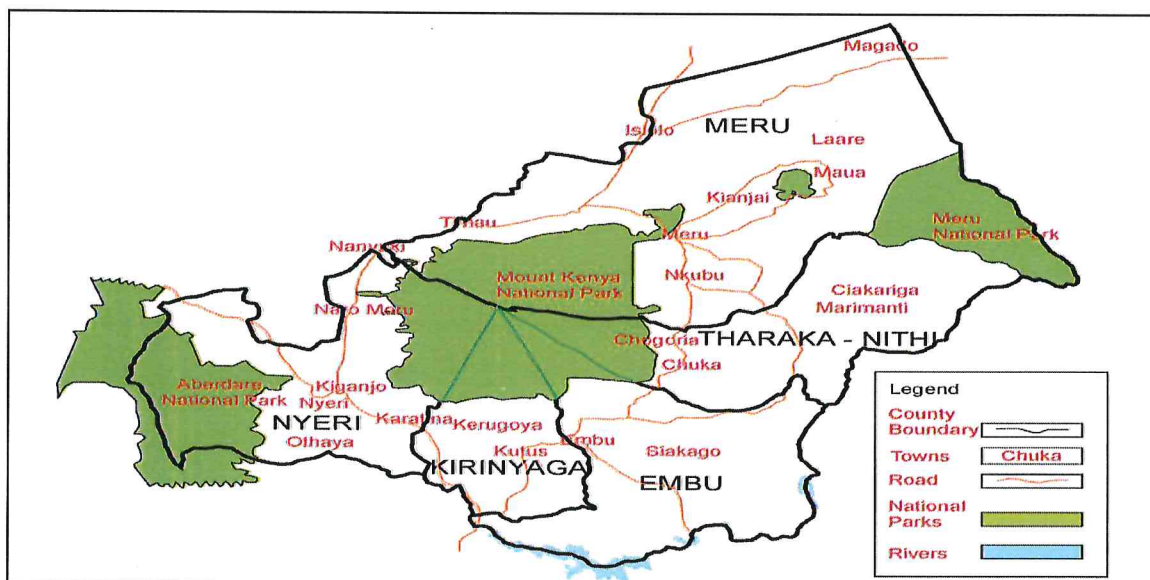 Magado
Isiolo
MERU
Laare
Maua
Kianjai
Timau
Meru
Meru
National Park
Nanyuki
Mount Kenya
National Park
Nkubu
Ciakariga
Marimanti
Naro Moru
Chogoria
THARAKA - NITHI
Chuka
Aberdare
National Park
Kiganjo
Nyeri
NYERI
Karatina
Kerugoya
Olhaya
Kutus
Embu
Siakago
KIRINYAGA
EMBU
Legend
County
Boundary
Towns
Chuka
Road
National
Parks
Rivers